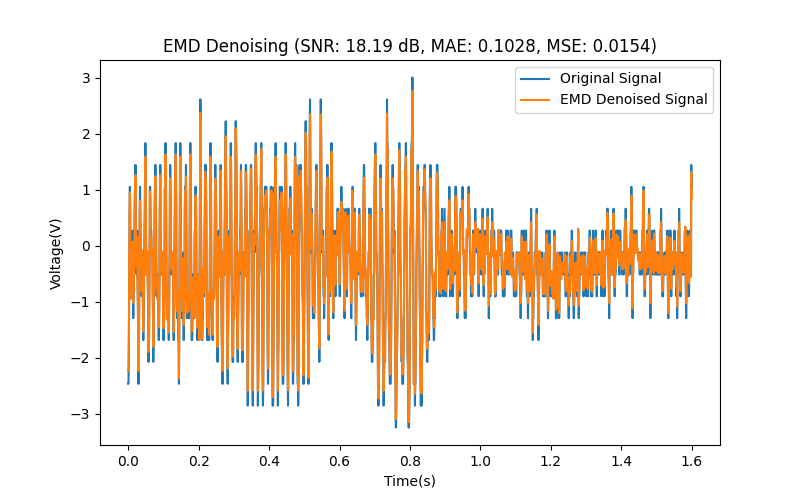 EMD Denoising (SNR: 18.19 dB, MAE: 0.1028, MSE: 0.0154)
Original Signal
EMD Denoised Signal
Voltage(V)
3
2
1
0
−1
−2
−3
0.0 0.2 0.4 0.6 0.8 1.0 1.2 1.4 1.6
Time(s)